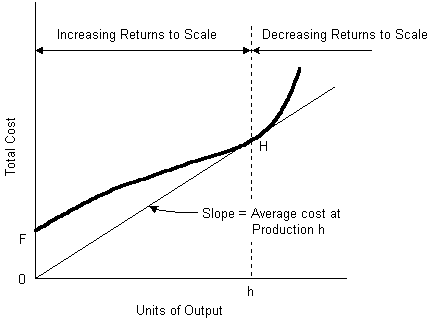 Increasing Returns to Scale
Decreasing Returns to Scale
Total Cost
H
F
Slope = Average cost at
Production h
0
h
Units of Output